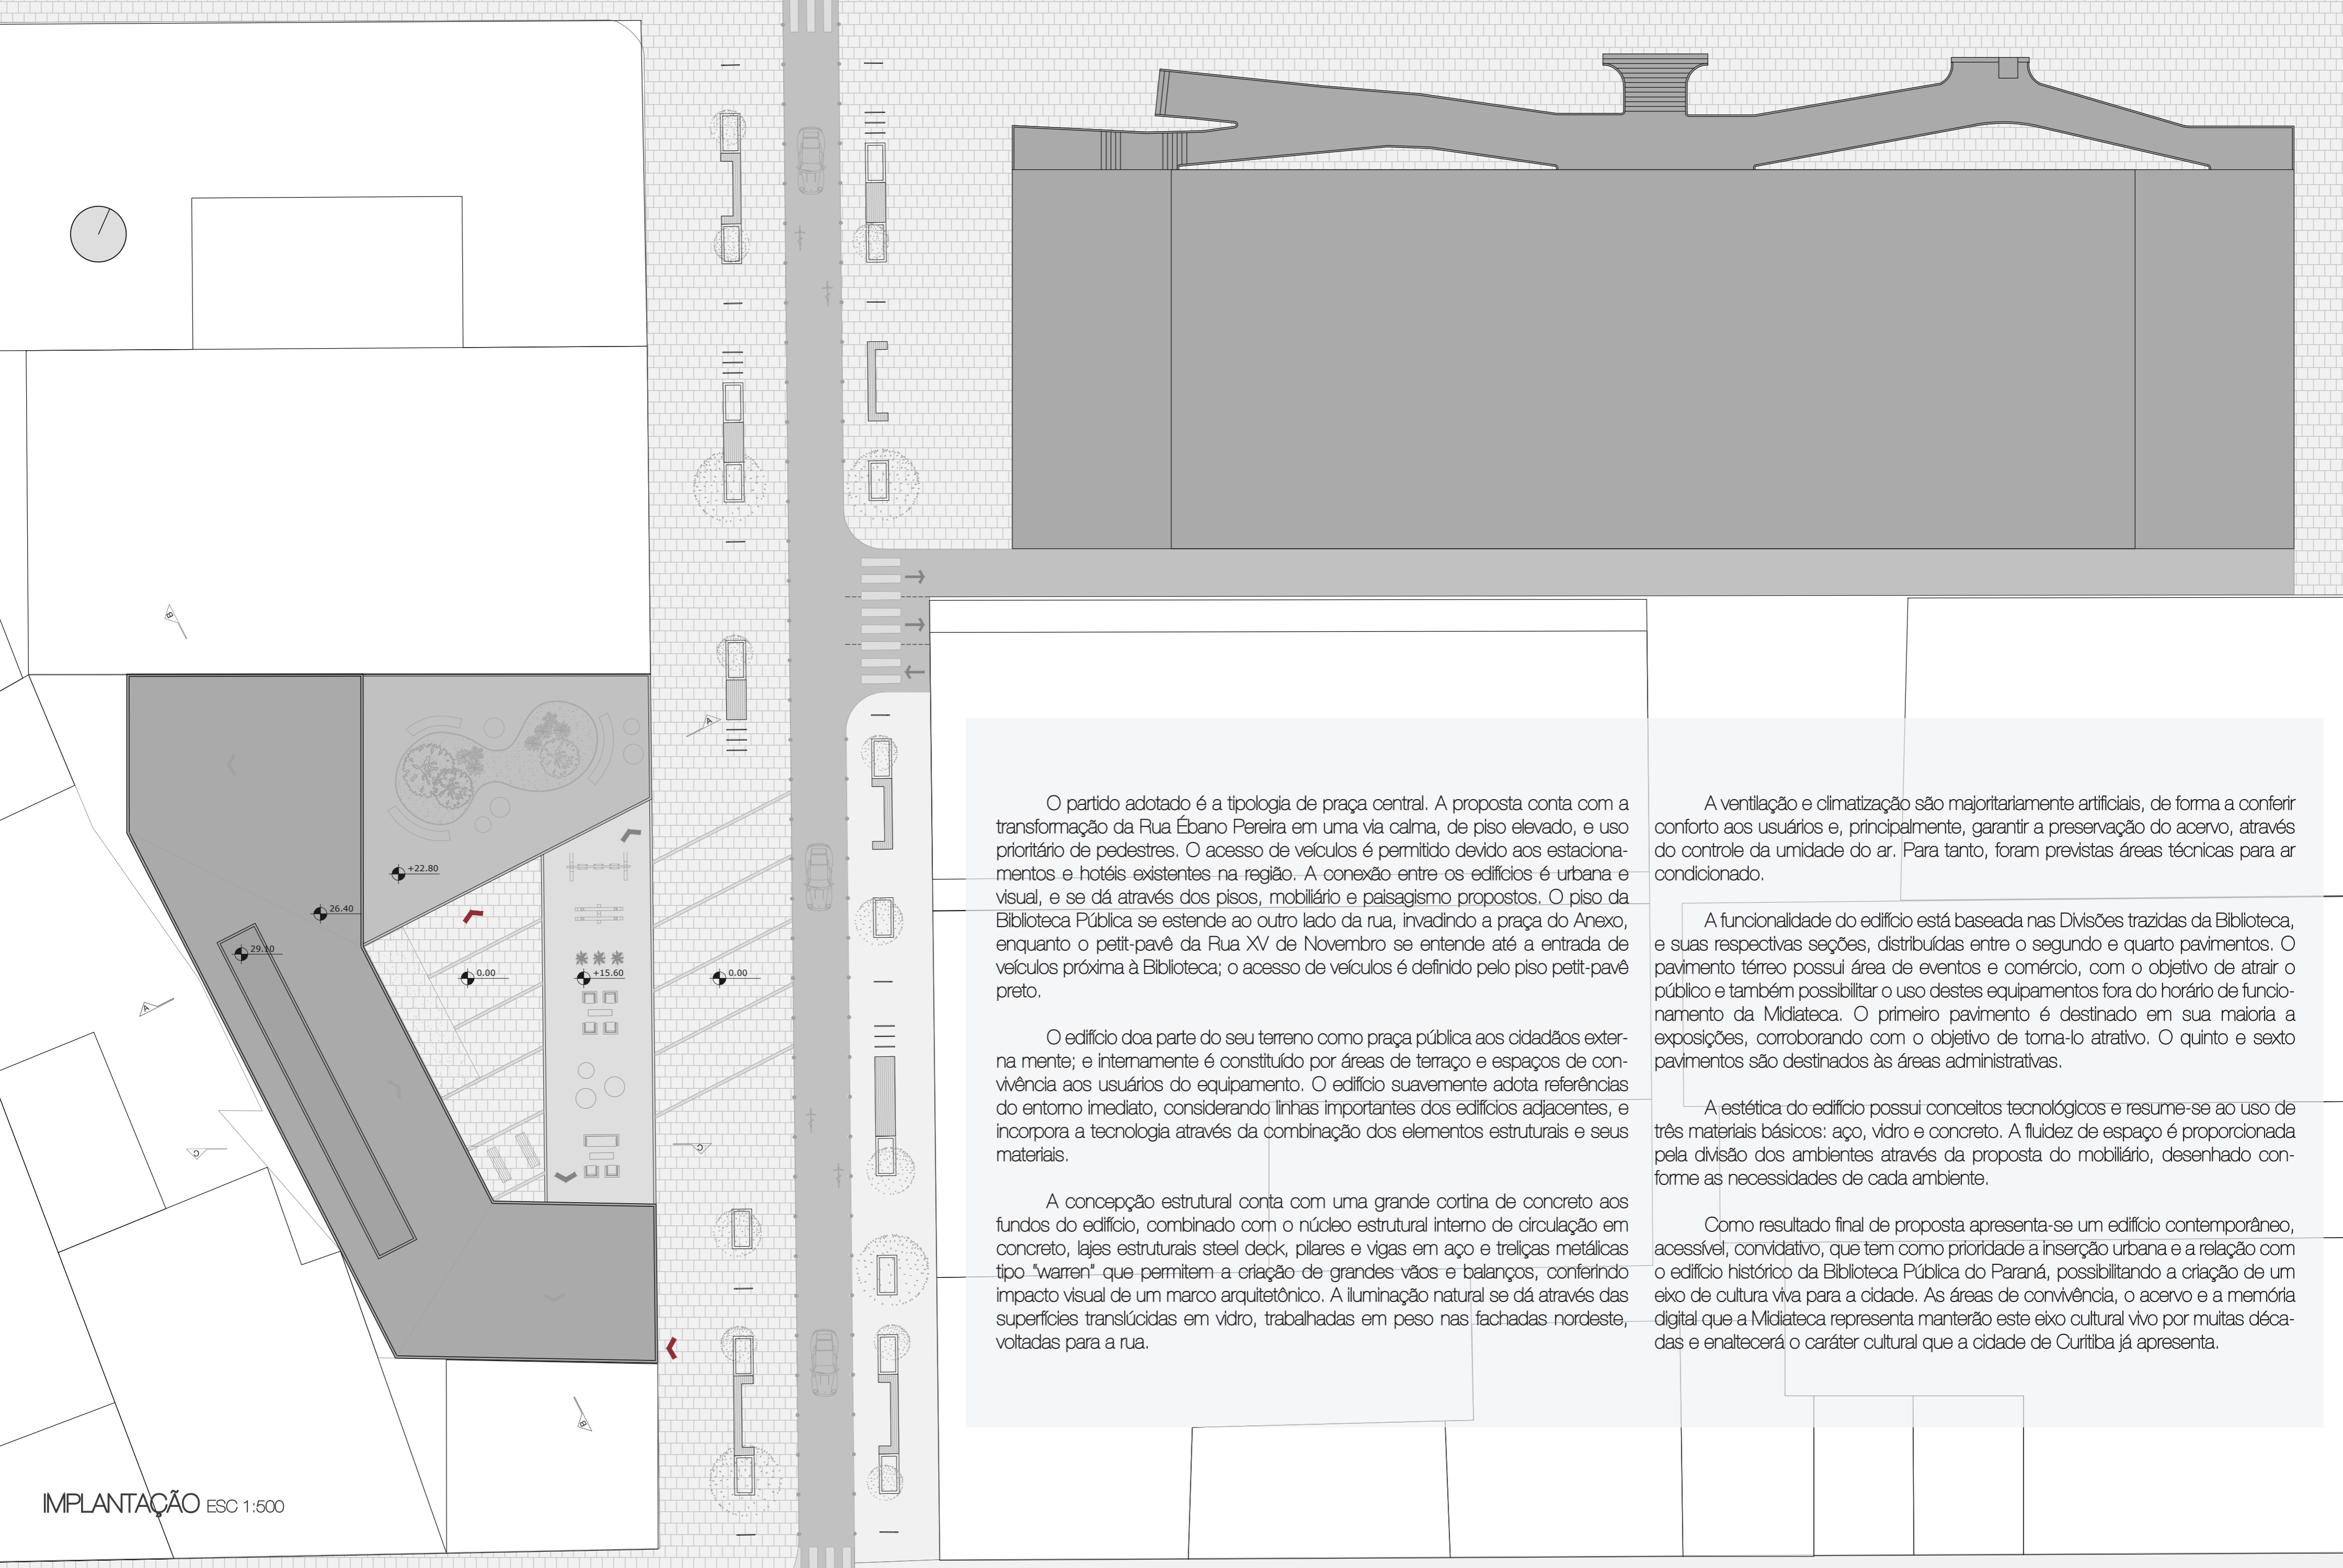 B
A
+22.80
26.40
29.10
0.00
+15.60
0.00
A
C
C
B
IMPLANTAÇÃO ESC 1:500
O partido adotado é a tipologia de praça central. A proposta conta com a
transformação da Rua Ébano Pereira em uma via calma, de piso elevado, e uso
prioritário de pedestres. O acesso de veículos é permitido devido aos estaciona-
mentos e hotéis existentes na região. A conexão entre os edifícios é urbana e
visual, e se dá através dos pisos, mobiliário e paisagismo propostos. O piso da
Biblioteca Pública se estende ao outro lado da rua, invadindo a praça do Anexo,
enquanto o petit-pavê da Rua XV de Novembro se entende até a entrada de
veículos próxima à Biblioteca; o acesso de veículos é definido pelo piso petit-pavê
preto.
O edifício doa parte do seu terreno como praça pública aos cidadãos exter-
na mente; e internamente é constituído por áreas de terraço e espaços de con-
vivência aos usuários do equipamento. O edifício suavemente adota referências
do entorno imediato, considerando linhas importantes dos edifícios adjacentes, e
incorpora a tecnologia através da combinação dos elementos estruturais e seus
materiais.
A concepção estrutural conta com uma grande cortina de concreto aos
fundos do edifício, combinado com o núcleo estrutural interno de circulação em
concreto, lajes estruturais steel deck, pilares e vigas em aço e treliças metálicas
tipo "warren" que permitem a criação de grandes vãos e balanços, conferindo
impacto visual de um marco arquitetônico. A iluminação natural se dá através das
superfícies translúcidas em vidro, trabalhadas em peso nas fachadas nordeste,
voltadas para a rua.
A ventilação e climatização são majoritariamente artificiais, de forma a conferir
conforto aos usuários e, principalmente, garantir a preservação do acervo, através
do controle da umidade do ar. Para tanto, foram previstas áreas técnicas para ar
condicionado.
A funcionalidade do edifício está baseada nas Divisões trazidas da Biblioteca,
e suas respectivas seções, distribuídas entre o segundo e quarto pavimentos. O
pavimento térreo possui área de eventos e comércio, com o objetivo de atrair o
público e também possibilitar o uso destes equipamentos fora do horário de funcio-
namento da Midiateca. O primeiro pavimento é destinado em sua maioria a
exposições, corroborando com o objetivo de torna-lo atrativo. O quinto e sexto
pavimentos são destinados às áreas administrativas.
A estética do edifício possui conceitos tecnológicos e resume-se ao uso de
três materiais básicos: aço, vidro e concreto. A fluidez de espaço é proporcionada
pela divisão dos ambientes através da proposta do mobiliário, desenhado con-
forme as necessidades de cada ambiente.
Como resultado final de proposta apresenta-se um edifício contemporâneo,
acessível, convidativo, que tem como prioridade a inserção urbana e a relação com
o edifício histórico da Biblioteca Pública do Paraná, possibilitando a criação de um
eixo de cultura viva para a cidade. As áreas de convivência, o acervo e a memória
digital que a Midiateca representa manterão este eixo cultural vivo por muitas déca-
das e enaltecerá o caráter cultural que a cidade de Curitiba já apresenta.